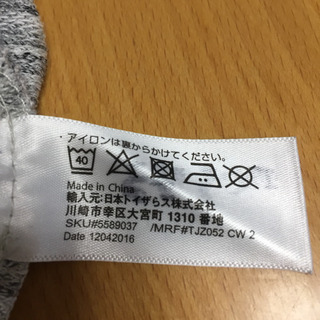 ・アイロンは裏からかけてください。
40
Made in China
輸入元:日本トイザらス株式会社
川崎市幸区大宮町 1310 番地
SKU#5589037 /MRF#TJZ052 CW 2
Date 12042016